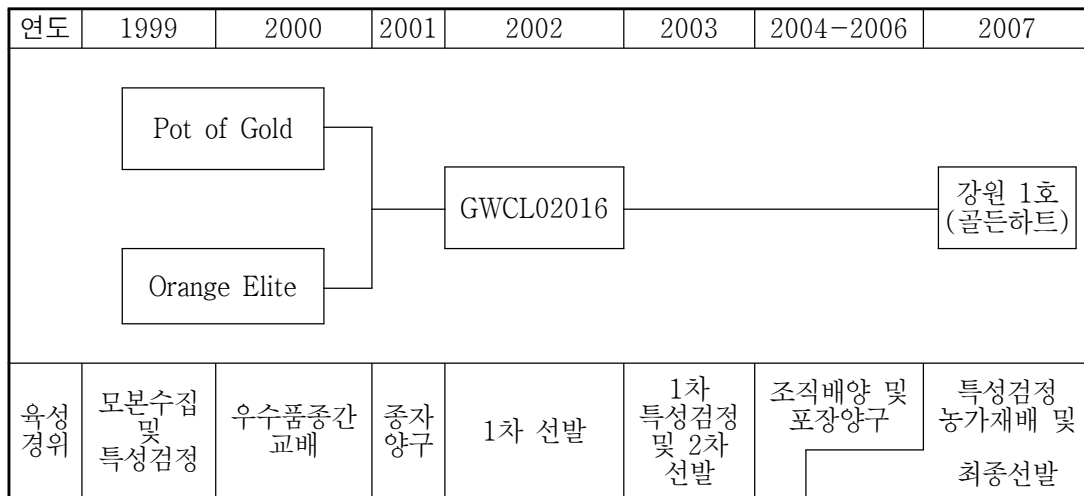 연도 1999 2000 2001 2002 2003 2004-2006 2007
Pot of Gold
Orange Elite
GWCL02016
강원 1호
(골든하트)
육성
경위
모본수집
및
특성검정
우수품종간
교배
종자
양구
1차 선발
1차
특성검정
및 2차
선발
조직배양 및
포장양구
특성검정
농가재배 및
최종선발